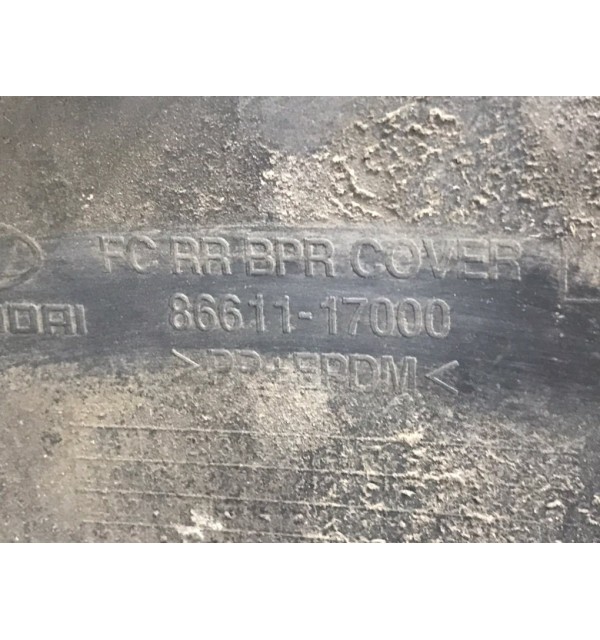 FC RR BPR COVER
86611-17000
>PP+EPDM<